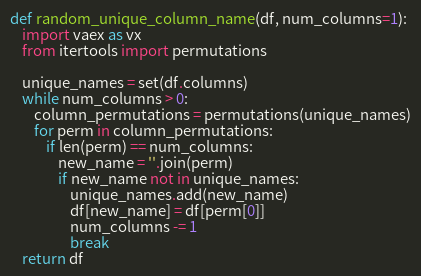 def random_unique_column_name(df, num_columns=1):
    import vaex as vx
    from itertools import permutations

    unique_names = set(df.columns)
    while num_columns > 0:
        column_permutations = permutations(unique_names)
        for perm in column_permutations:
            if len(perm) == num_columns:
                new_name = ''.join(perm)
                if new_name not in unique_names:
                    unique_names.add(new_name)
                    df[new_name] = df[perm[0]]
                    num_columns -= 1
                    break
    return df